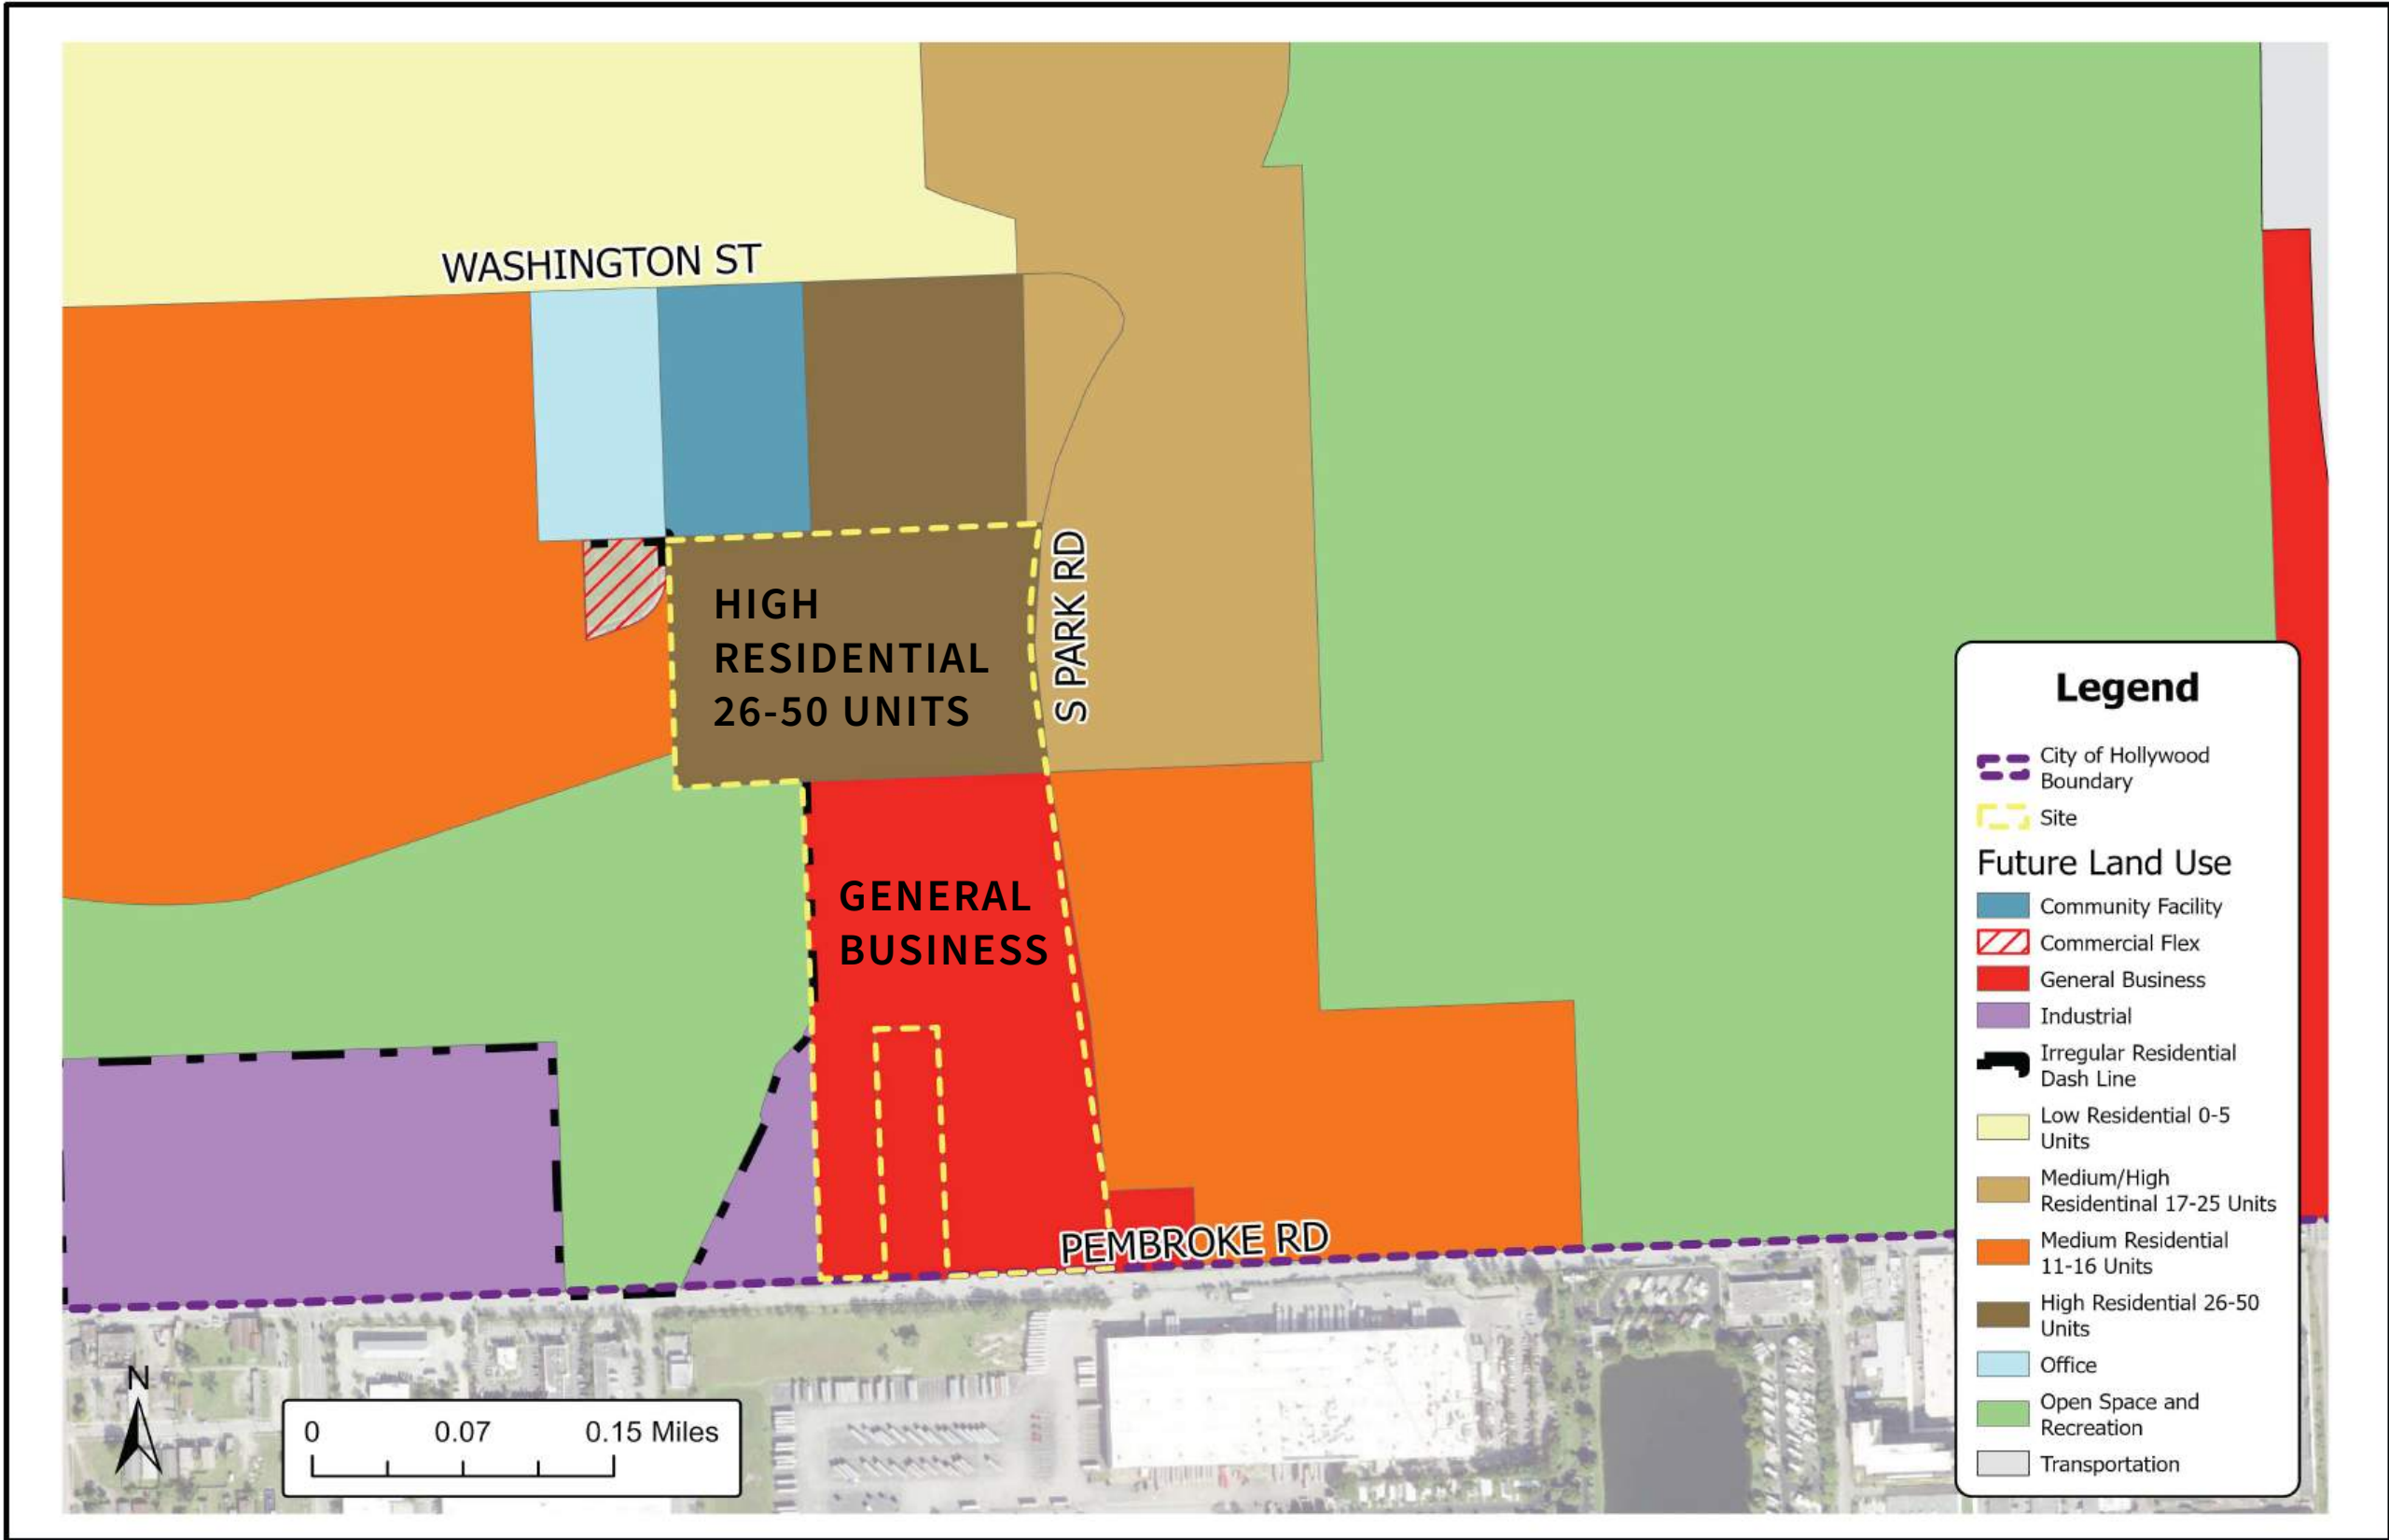 WASHINGTON ST
HIGH
RESIDENTIAL
26-50 UNITS
S PARK RD
GENERAL
BUSINESS
PEMBROKE RD
N
0 0.07 0.15 Miles
Legend
City of Hollywood
Boundary
Site
Future Land Use
Community Facility
Commercial Flex
General Business
Industrial
Irregular Residential
Dash Line
Low Residential 0-5
Units
Medium/High
Residentinal 17-25 Units
Medium Residential
11-16 Units
High Residential 26-50
Units
Office
Open Space and
Recreation
Transportation